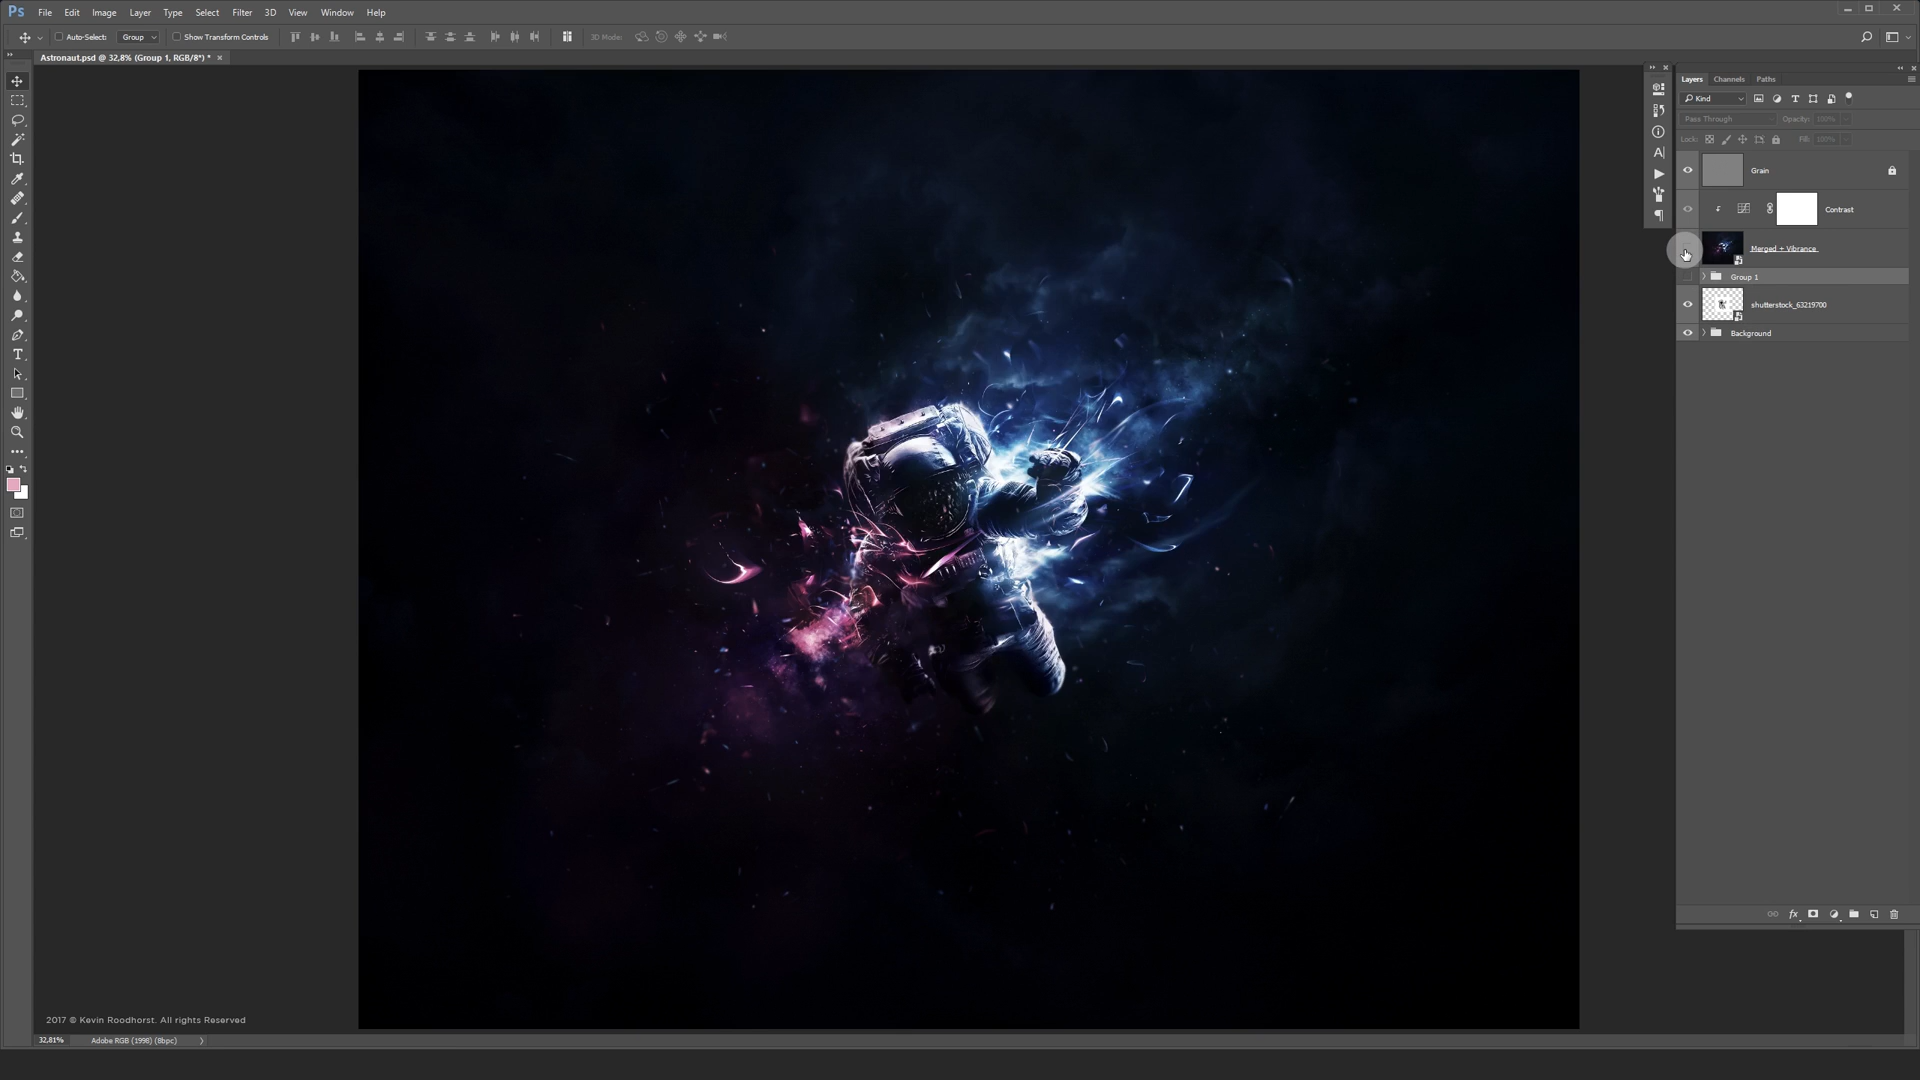 Ps File Edit Image Layer Type Select Filter 3D View Window Help
Auto-Select: Group Show Transform Controls 3D Mode:
Astronaut.psd @ 32,8% (Group 1, RGB/8*) * ×
Layers Channels Paths
Kind
Pass Through Opacity: 100%
Lock: Fill: 100%
Grain
Contrast
Merged + Vibrance
Group 1
shutterstock_63219700
Background
2017 © Kevin Roodhorst. All rights Reserved
32,81% Adobe RGB (1998) (8bpc)